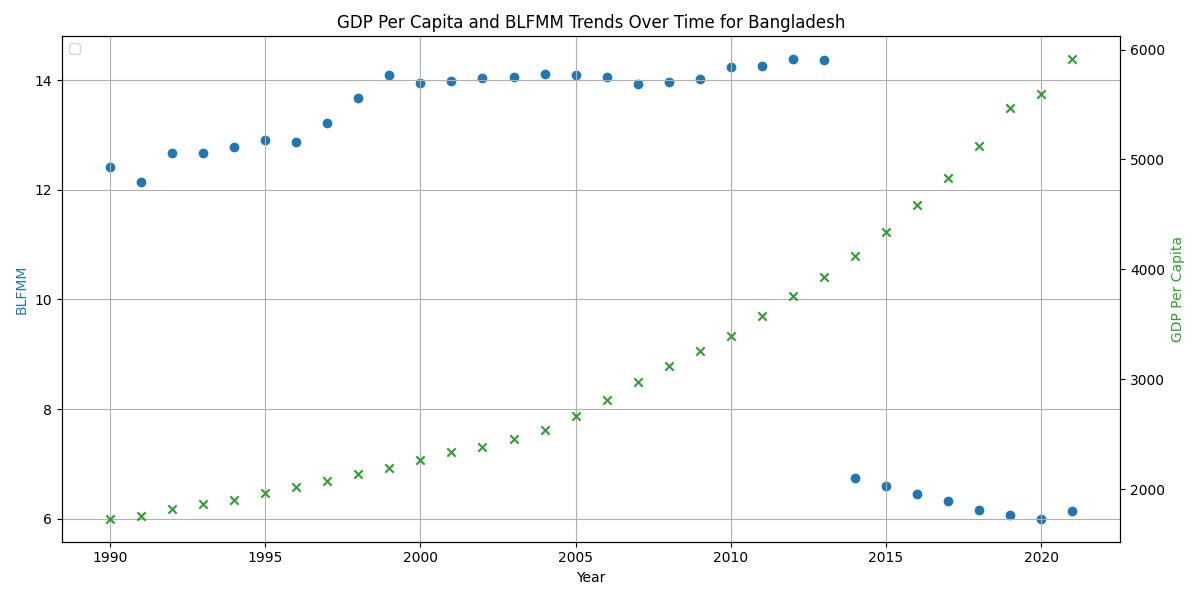 GDP Per Capita and BLFMM Trends Over Time for Bangladesh
14
12
10
8
6
BLFMM
6000
5000
4000
3000
2000
GDP Per Capita
1990 1995 2000 2005 2010 2015 2020
Year